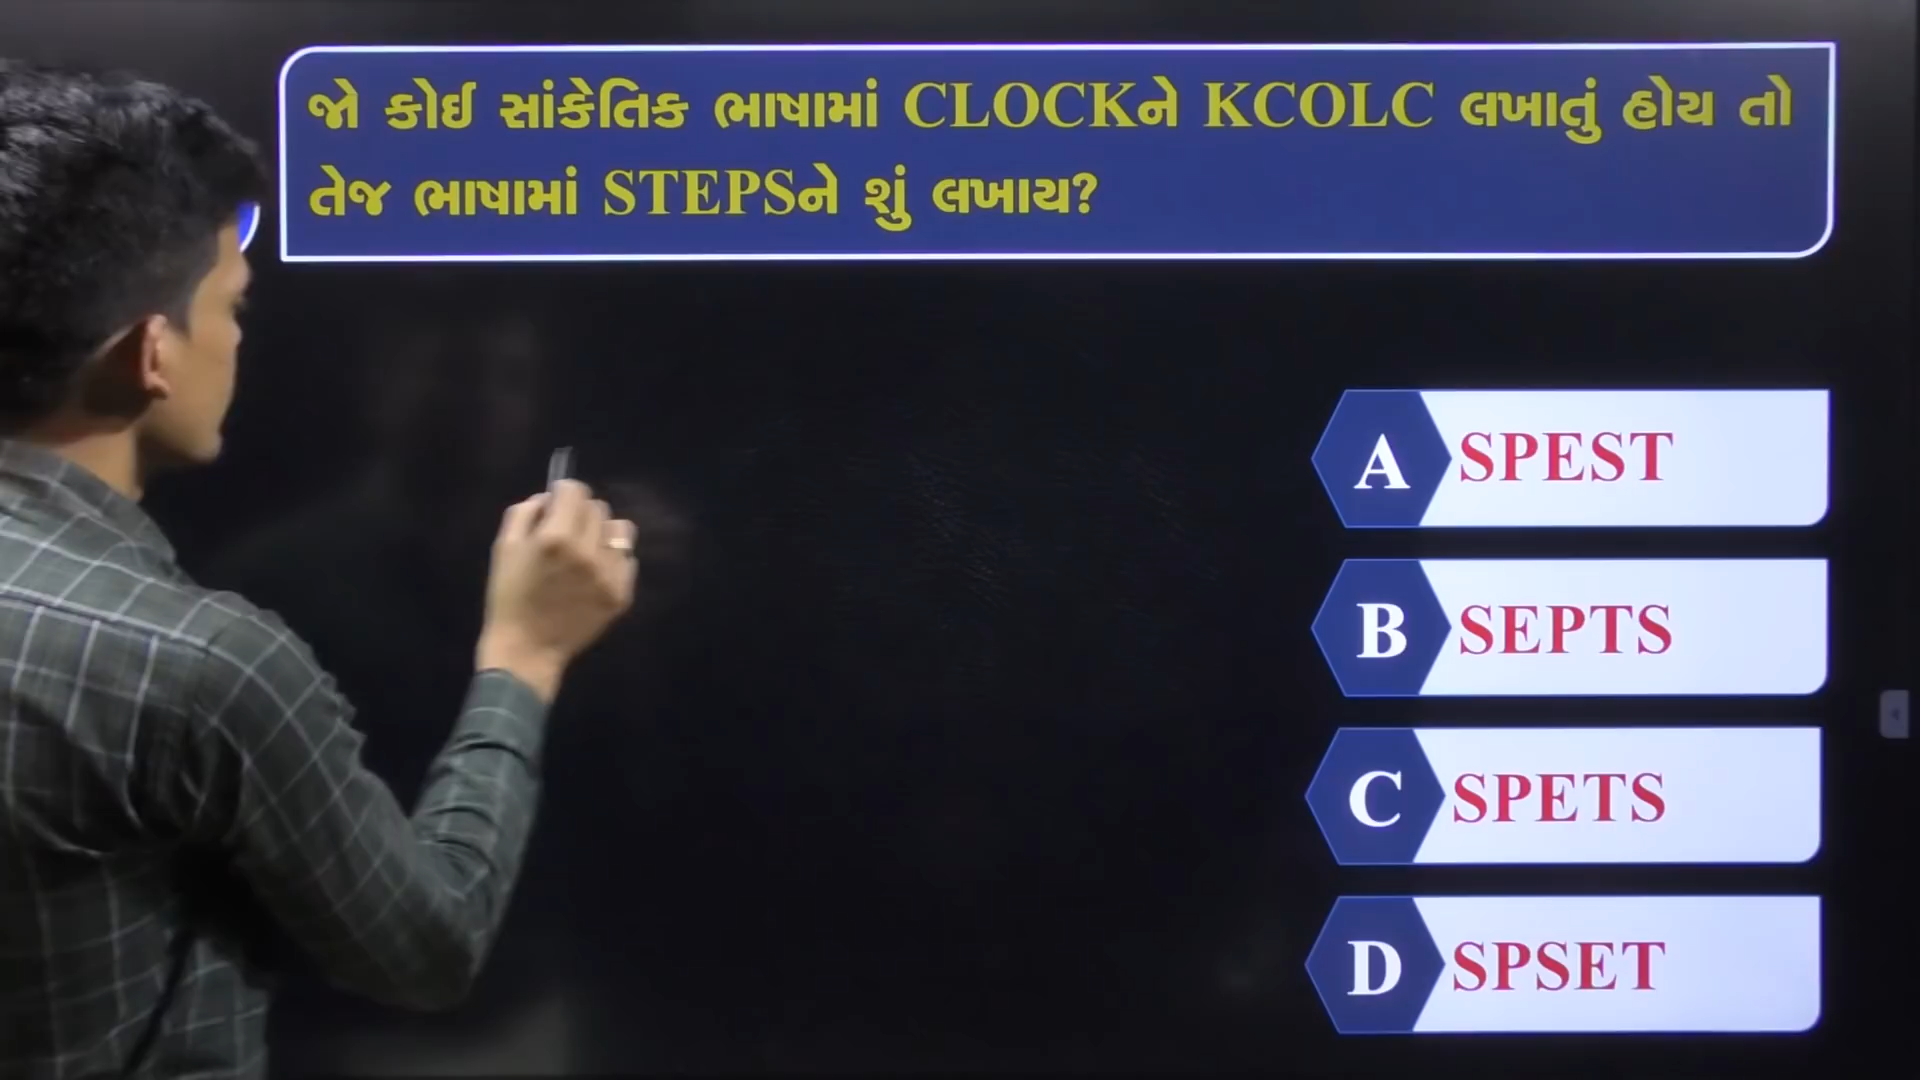 જો કોઈ સાંકેતિક ભાષામાં CLOCKને KCOLC લખાતું હોય તો
તેજ ભાષામાં STEPSને શું લખાય?
A SPEST
B SEPTS
C SPETS
D SPSET